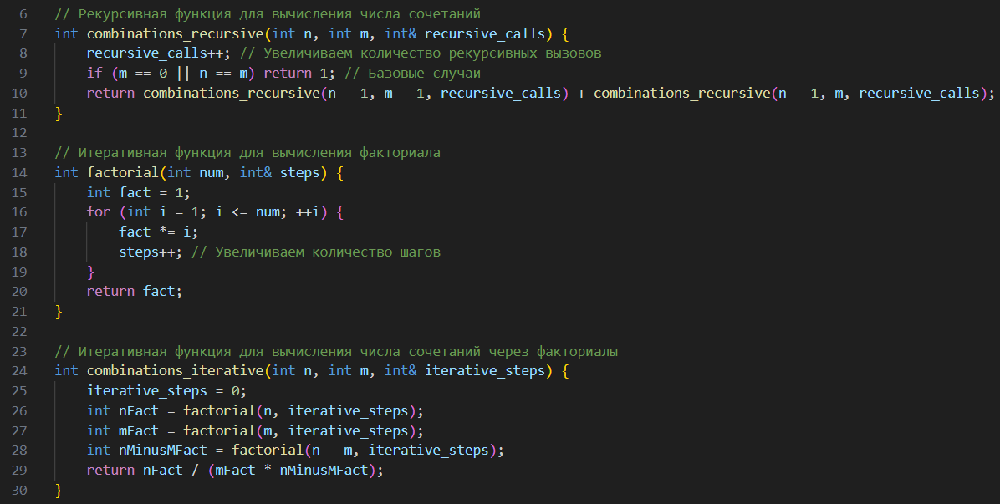 6 // Рекурсивная функция для вычисления числа сочетаний
7 int combinations_recursive(int n, int m, int& recursive_calls) {
8     recursive_calls++; // Увеличиваем количество рекурсивных вызовов
9     if (m == 0 || n == m) return 1; // Базовые случаи
10     return combinations_recursive(n - 1, m - 1, recursive_calls) + combinations_recursive(n - 1, m, recursive_calls);
11 }
12
13 // Итеративная функция для вычисления факториала
14 int factorial(int num, int& steps) {
15     int fact = 1;
16     for (int i = 1; i <= num; ++i) {
17         fact *= i;
18         steps++; // Увеличиваем количество шагов
19     }
20     return fact;
21 }
22
23 // Итеративная функция для вычисления числа сочетаний через факториалы
24 int combinations_iterative(int n, int m, int& iterative_steps) {
25     iterative_steps = 0;
26     int nFact = factorial(n, iterative_steps);
27     int mFact = factorial(m, iterative_steps);
28     int nMinusMFact = factorial(n - m, iterative_steps);
29     return nFact / (mFact * nMinusMFact);
30 }